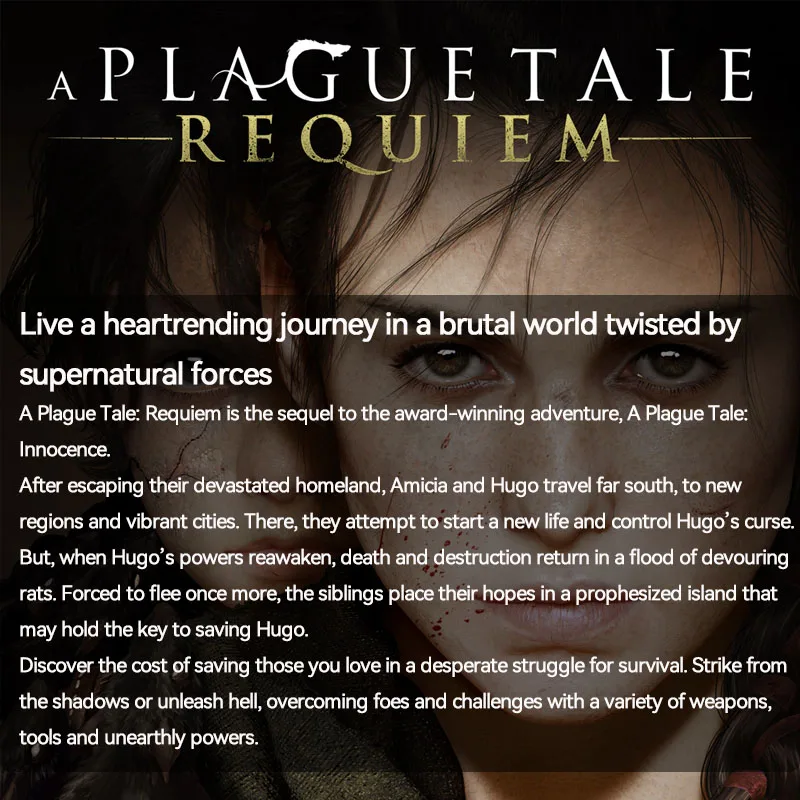 A PLAGUE TALE
REQUIEM
Live a heartrending journey in a brutal world twisted by
supernatural forces
A Plague Tale: Requiem is the sequel to the award-winning adventure, A Plague Tale:
Innocence.
After escaping their devastated homeland, Amicia and Hugo travel far south, to new
regions and vibrant cities. There, they attempt to start a new life and control Hugo’s curse.
But, when Hugo’s powers reawaken, death and destruction return in a flood of devouring
rats. Forced to flee once more, the siblings place their hopes in a prophesized island that
may hold the key to saving Hugo.
Discover the cost of saving those you love in a desperate struggle for survival. Strike from
the shadows or unleash hell, overcoming foes and challenges with a variety of weapons,
tools and unearthly powers.